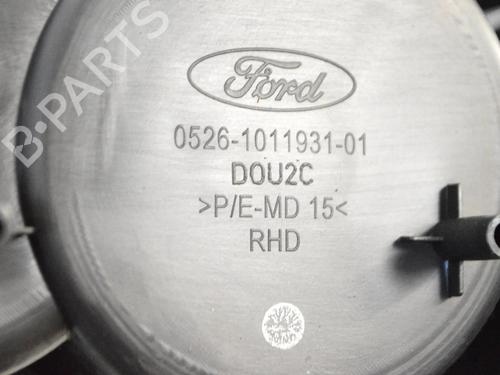 B-PARTS
Ford
0526-1011931-01
DOU2C
>P/E-MD 15<
RHD